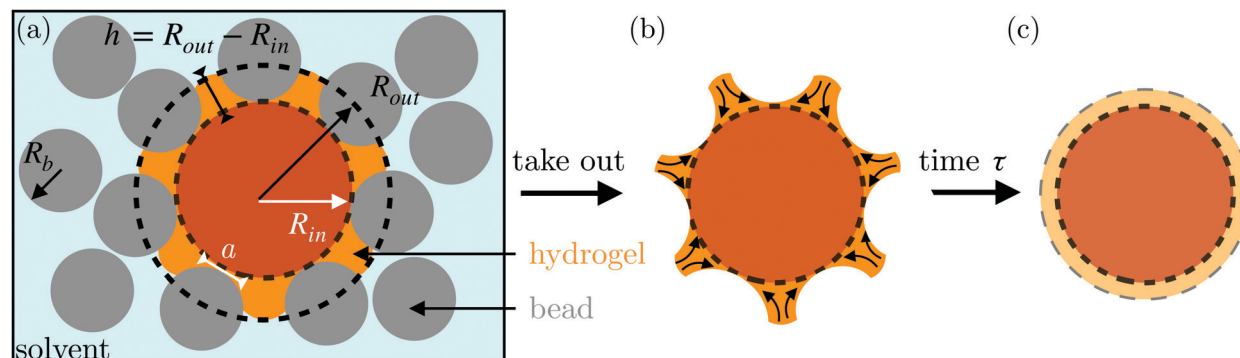 (a)
h = R_out − R_in
R_out
R_b
R_in
a
solvent
take out
hydrogel
bead
(b)
time τ
(c)